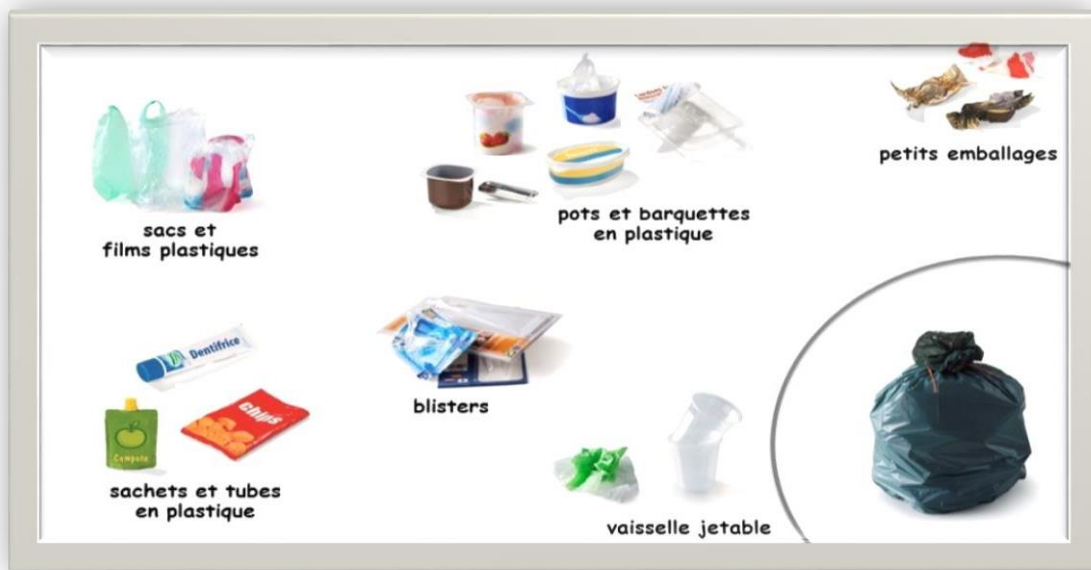 petits emballages
sacs et
films plastiques
pots et barquettes
en plastique
Dentifrice
Chips
Compote
blisters
sachets et tubes
en plastique
vaisselle jetable